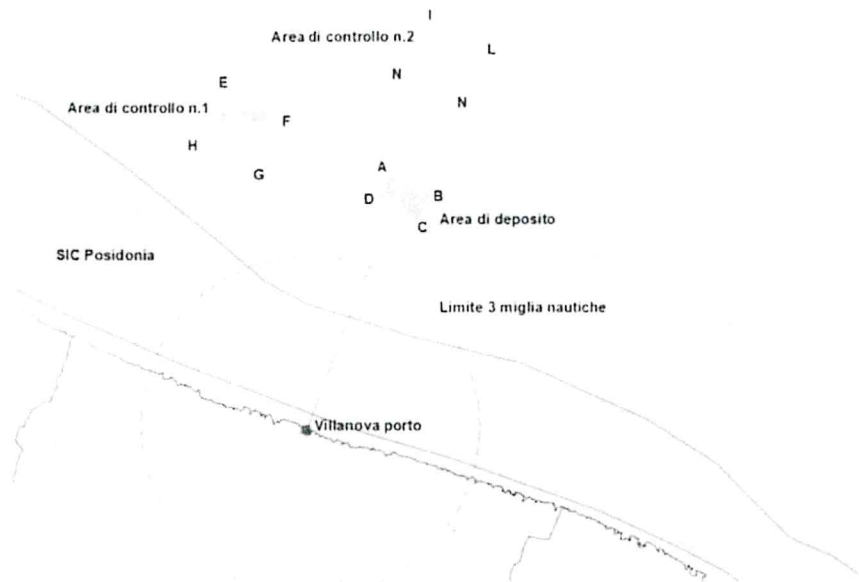 I
Area di controllo n.2
L
N
E
N
Area di controllo n.1
F
H
A
G
D
B
Area di deposito
C
SIC Posidonia
Limite 3 miglia nautiche
Villanova porto